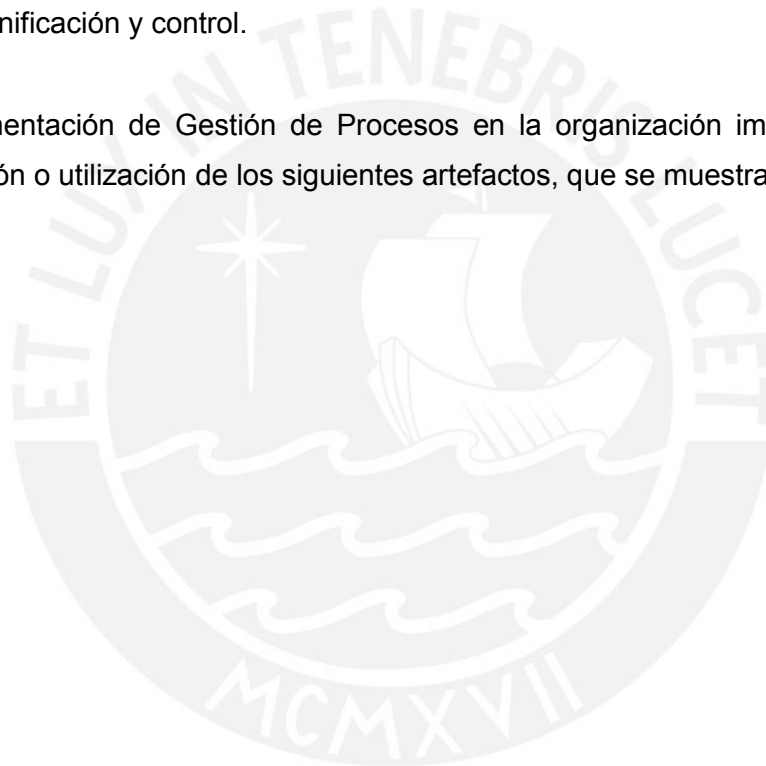 nificación y control.
nentación de Gestión de Procesos en la organización im
ón o utilización de los siguientes artefactos, que se muestra
ET LUX IN TENEBRIS LUCET
MCMXVII